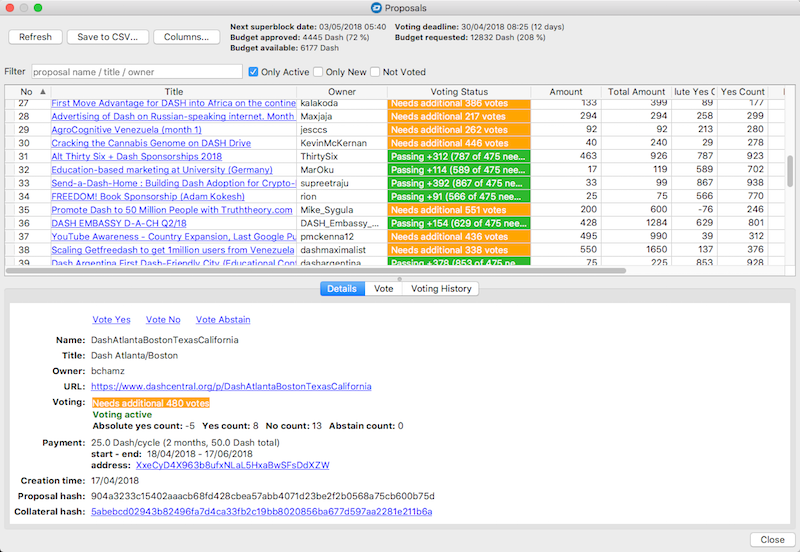 Proposals
Refresh Save to CSV... Columns... Next superblock date: 03/05/2018 05:40 Voting deadline: 30/04/2018 08:25 (12 days)
Budget approved: 4445 Dash (72 %) Budget requested: 12832 Dash (208 %)
Budget available: 6177 Dash
Filter proposal name / title / owner Only Active Only New Not Voted
No Title Owner Voting Status Amount Total Amount lute Yes C Yes Count
27 First Move Advantage for DASH into Africa on the contine kalakoda Needs additional 386 votes 133 399 89 177
28 Advertising of Dash on Russian-speaking internet. Month Maxjaja Needs additional 217 votes 294 294 258 299
29 AgroCognitive Venezuela (month 1) jesccs Needs additional 262 votes 92 92 213 280
30 Cracking the Cannabis Genome on DASH Drive KevinMcKernan Needs additional 446 votes 40 240 29 278
31 Alt Thirty Six + Dash Sponsorships 2018 ThirtySix Passing +312 (787 of 475 nee... 463 926 787 923
32 Education-based marketing at University (Germany) MarOku Passing +114 (589 of 475 nee... 17 119 589 702
33 Send-a-Dash-Home : Building Dash Adoption for Crypto- supreetraju Passing +392 (867 of 475 nee... 33 99 867 938
34 FREEDOM! Book Sponsorship (Adam Kokesh) rion Passing +91 (566 of 475 nee... 25 75 566 770
35 Promote Dash to 50 Million People with Truththeory.com Mike_Sygula Needs additional 551 votes 200 600 -76 246
36 DASH EMBASSY D-A-CH Q2/18 DASH_Embassy_... Passing +154 (629 of 475 nee... 428 1284 629 801
37 YouTube Awareness - Country Expansion, Last Google Pu pmckenna12 Needs additional 436 votes 495 990 39 312
38 Scaling Getfreedash to get 1million users from Venezuela dashmaximalist Needs additional 338 votes 550 1650 137 376
39 Dash Argentina First Dash-Friendly City (Educational Cont dashargentina Passing +378 (853 of 475 nee... 75 225 853 928
Details Vote Voting History
Vote Yes Vote No Vote Abstain
Name: DashAtlantaBostonTexasCalifornia
Title: Dash Atlanta/Boston
Owner: bchamz
URL: https://www.dashcentral.org/p/DashAtlantaBostonTexasCalifornia
Voting: Needs additional 480 votes
Voting active
Absolute yes count: -5 Yes count: 8 No count: 13 Abstain count: 0
Payment: 25.0 Dash/cycle (2 months, 50.0 Dash total)
start - end: 18/04/2018 - 17/06/2018
address: XxeCyD4X963b8ufxNLaL5HxaBwSFsDdXZW
Creation time: 17/04/2018
Proposal hash: 904a3233c15402aaacb68fd428cbea57abb4071d23be2f2b0568a75cb600b75d
Collateral hash: 5abebcd02943b82496fa7d4ca33fb2c19bb8020856ba677d597aa2281e211b6a
Close